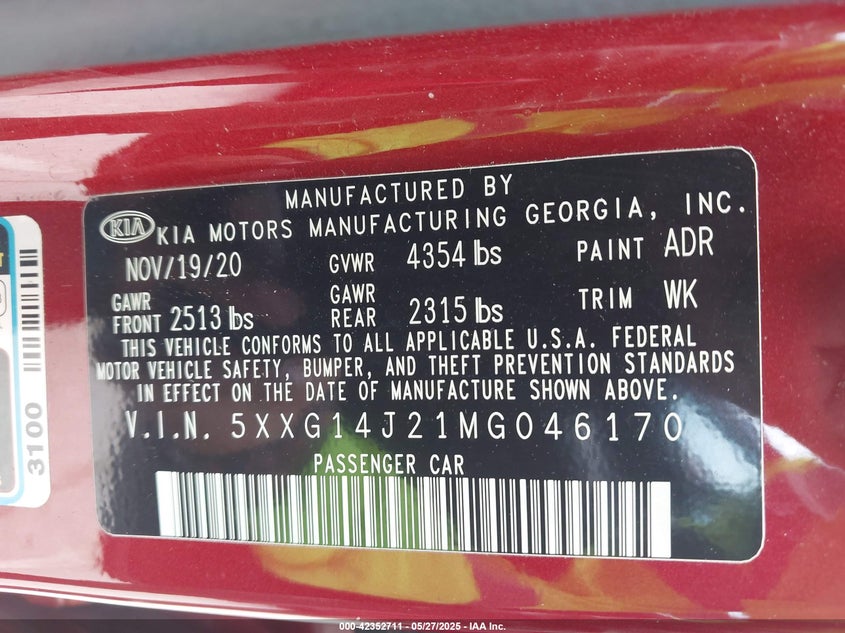 MANUFACTURED BY
KIA KIA MOTORS MANUFACTURING GEORGIA, INC.
NOV/19/20 GVWR 4354 lbs PAINT ADR
GAWR FRONT 2513 lbs GAWR REAR 2315 lbs TRIM WK
THIS VEHICLE CONFORMS TO ALL APPLICABLE U.S.A. FEDERAL
MOTOR VEHICLE SAFETY, BUMPER, AND THEFT PREVENTION STANDARDS
IN EFFECT ON THE DATE OF MANUFACTURE SHOWN ABOVE.
V.I.N. 5XXG14J21MG046170
PASSENGER CAR
3100
000-42352711 - 05/27/2025 - IAA Inc.